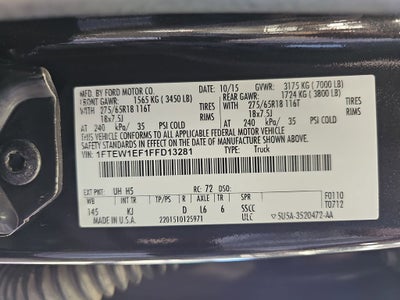 MFD. BY FORD MOTOR CO. 10/15 GVWR: 3175 KG ( 7000 LB)
FRONT GAWR: 1565 KG ( 3450 LB) REAR GAWR: 1724 KG ( 3800 LB)
WITH 275/65R18 116T TIRES WITH 275/65R18 116T TIRES
18x7.5J RIMS 18x7.5J RIMS
AT 240 kPa/ 35 PSI COLD AT 240 kPa/ 35 PSI COLD
THIS VEHICLE CONFORMS TO ALL APPLICABLE FEDERAL MOTOR VEHICLE
SAFETY STANDARDS IN EFFECT ON THE DATE OF MANUFACTURE SHOWN ABOVE.
VIN: 1FTEW1EF1FFD13281 TYPE: Truck
EXT PNT: UH H5 RC: 72 DSO: F0110
WB INT TR TP/PS R AXLE TR SPR T0712
145 KJ D L6 6 5SCC
MADE IN U.S.A. 2201510125971 ULC SU5A-3520472-AA